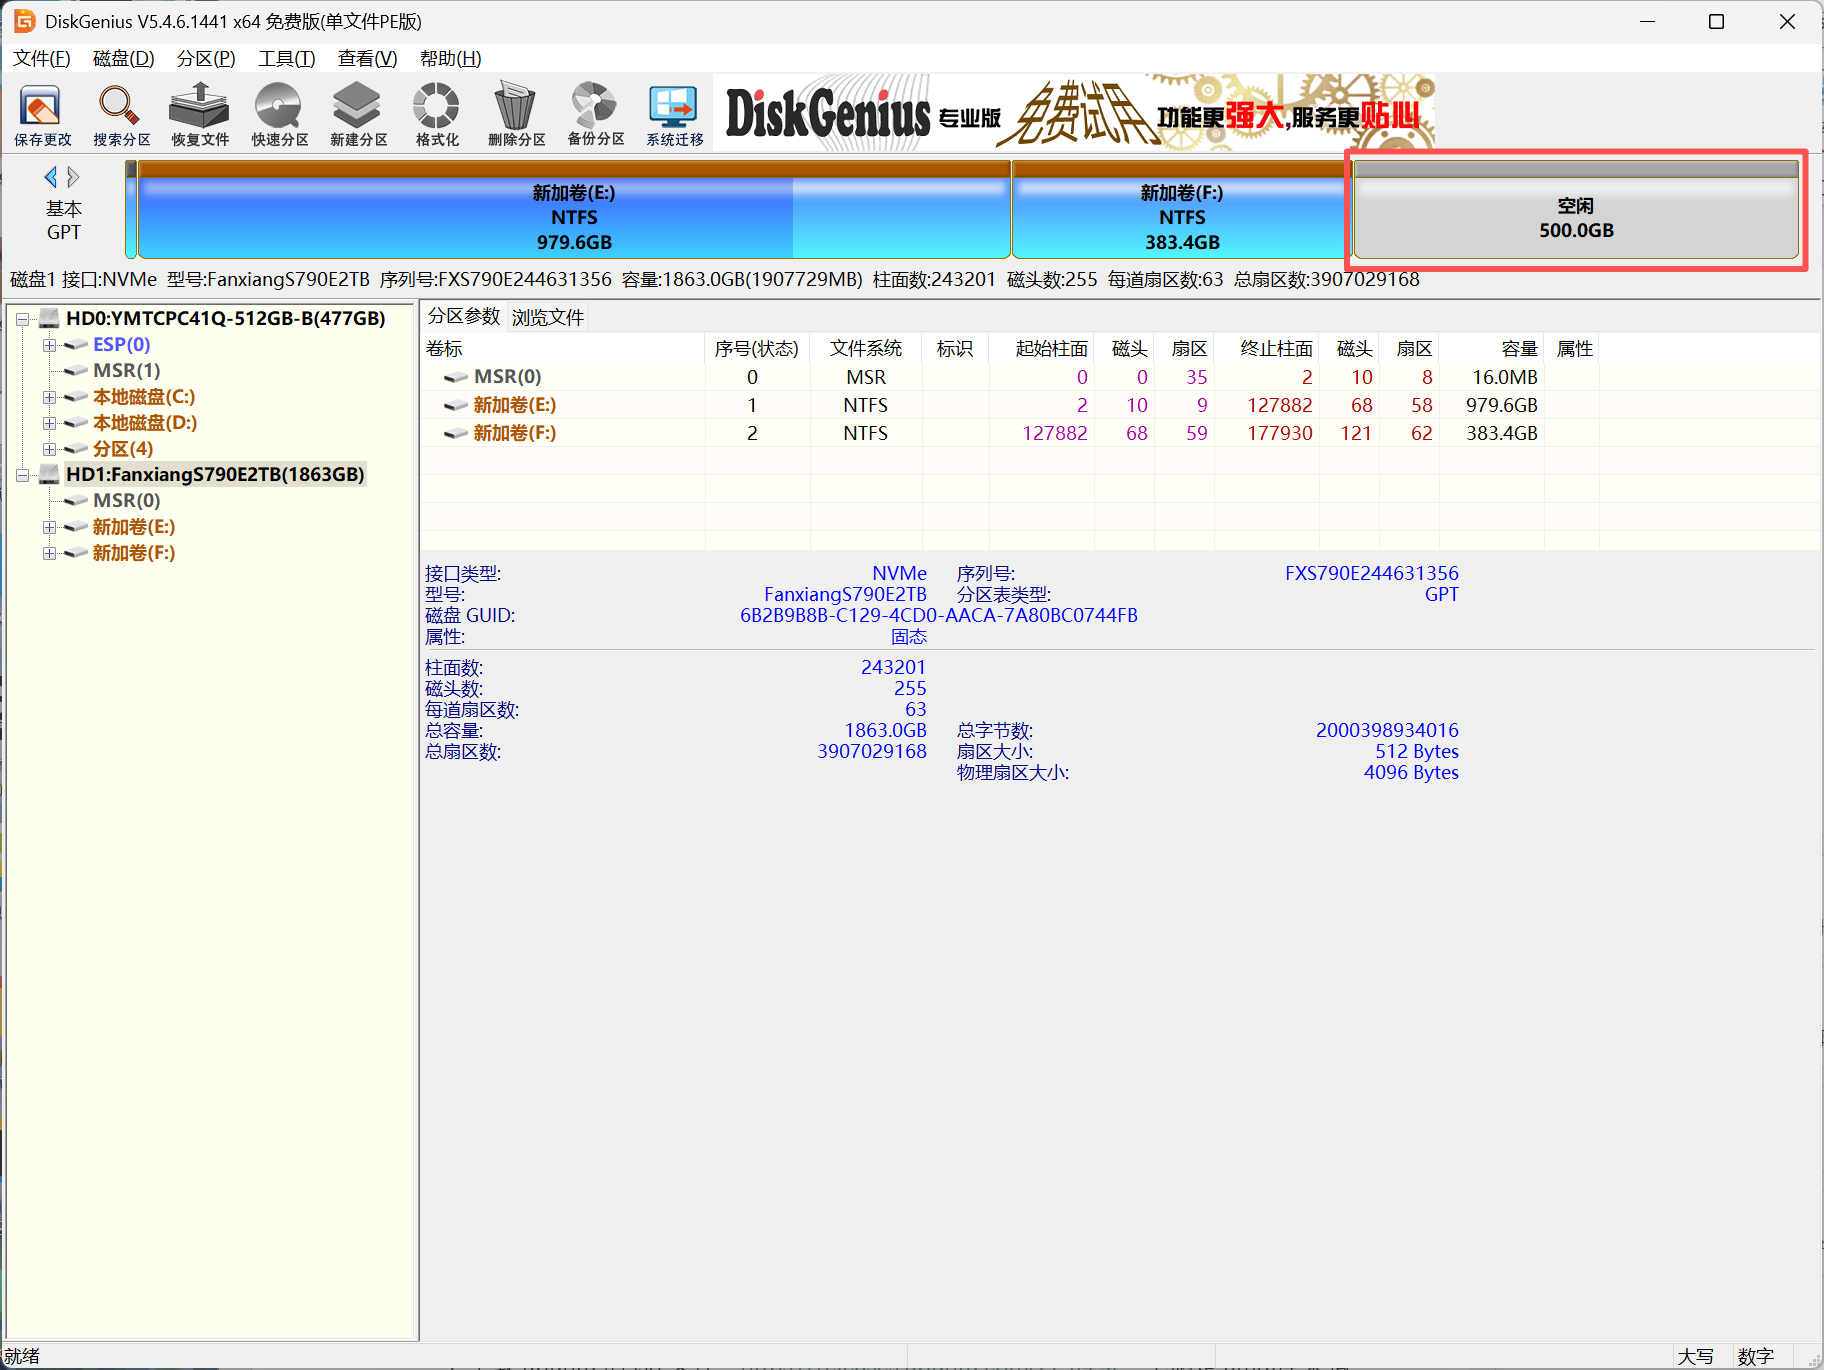 DiskGenius V5.4.6.1441 x64 免费版(单文件PE版)
文件(F) 磁盘(D) 分区(P) 工具(T) 查看(V) 帮助(H)
保存更改 搜索分区 恢复文件 快速分区 新建分区 格式化 删除分区 备份分区 系统迁移
DiskGenius 专业版 免费试用 功能更强大,服务更贴心
基本
GPT
新加卷(E:)
NTFS
979.6GB
新加卷(F:)
NTFS
383.4GB
空闲
500.0GB
磁盘1 接口:NVMe 型号:FanxiangS790E2TB 序列号:FXS790E244631356 容量:1863.0GB(1907729MB) 柱面数:243201 磁头数:255 每道扇区数:63 总扇区数:3907029168
HD0:YMTCPC41Q-512GB-B(477GB)
ESP(0)
MSR(1)
本地磁盘(C:)
本地磁盘(D:)
分区(4)
HD1:FanxiangS790E2TB(1863GB)
MSR(0)
新加卷(E:)
新加卷(F:)
分区参数 浏览文件
卷标 序号(状态) 文件系统 标识 起始柱面 磁头 扇区 终止柱面 磁头 扇区 容量 属性
MSR(0) 0 MSR 0 0 35 2 10 8 16.0MB
新加卷(E:) 1 NTFS 2 10 9 127882 68 58 979.6GB
新加卷(F:) 2 NTFS 127882 68 59 177930 121 62 383.4GB
接口类型: NVMe 序列号: FXS790E244631356
型号: FanxiangS790E2TB 分区表类型: GPT
磁盘 GUID: 6B2B9B8B-C129-4CD0-AACA-7A80BC0744FB
属性: 固态
柱面数: 243201
磁头数: 255
每道扇区数: 63
总容量: 1863.0GB 总字节数: 2000398934016
总扇区数: 3907029168 扇区大小: 512 Bytes
物理扇区大小: 4096 Bytes
就绪 大写 数字